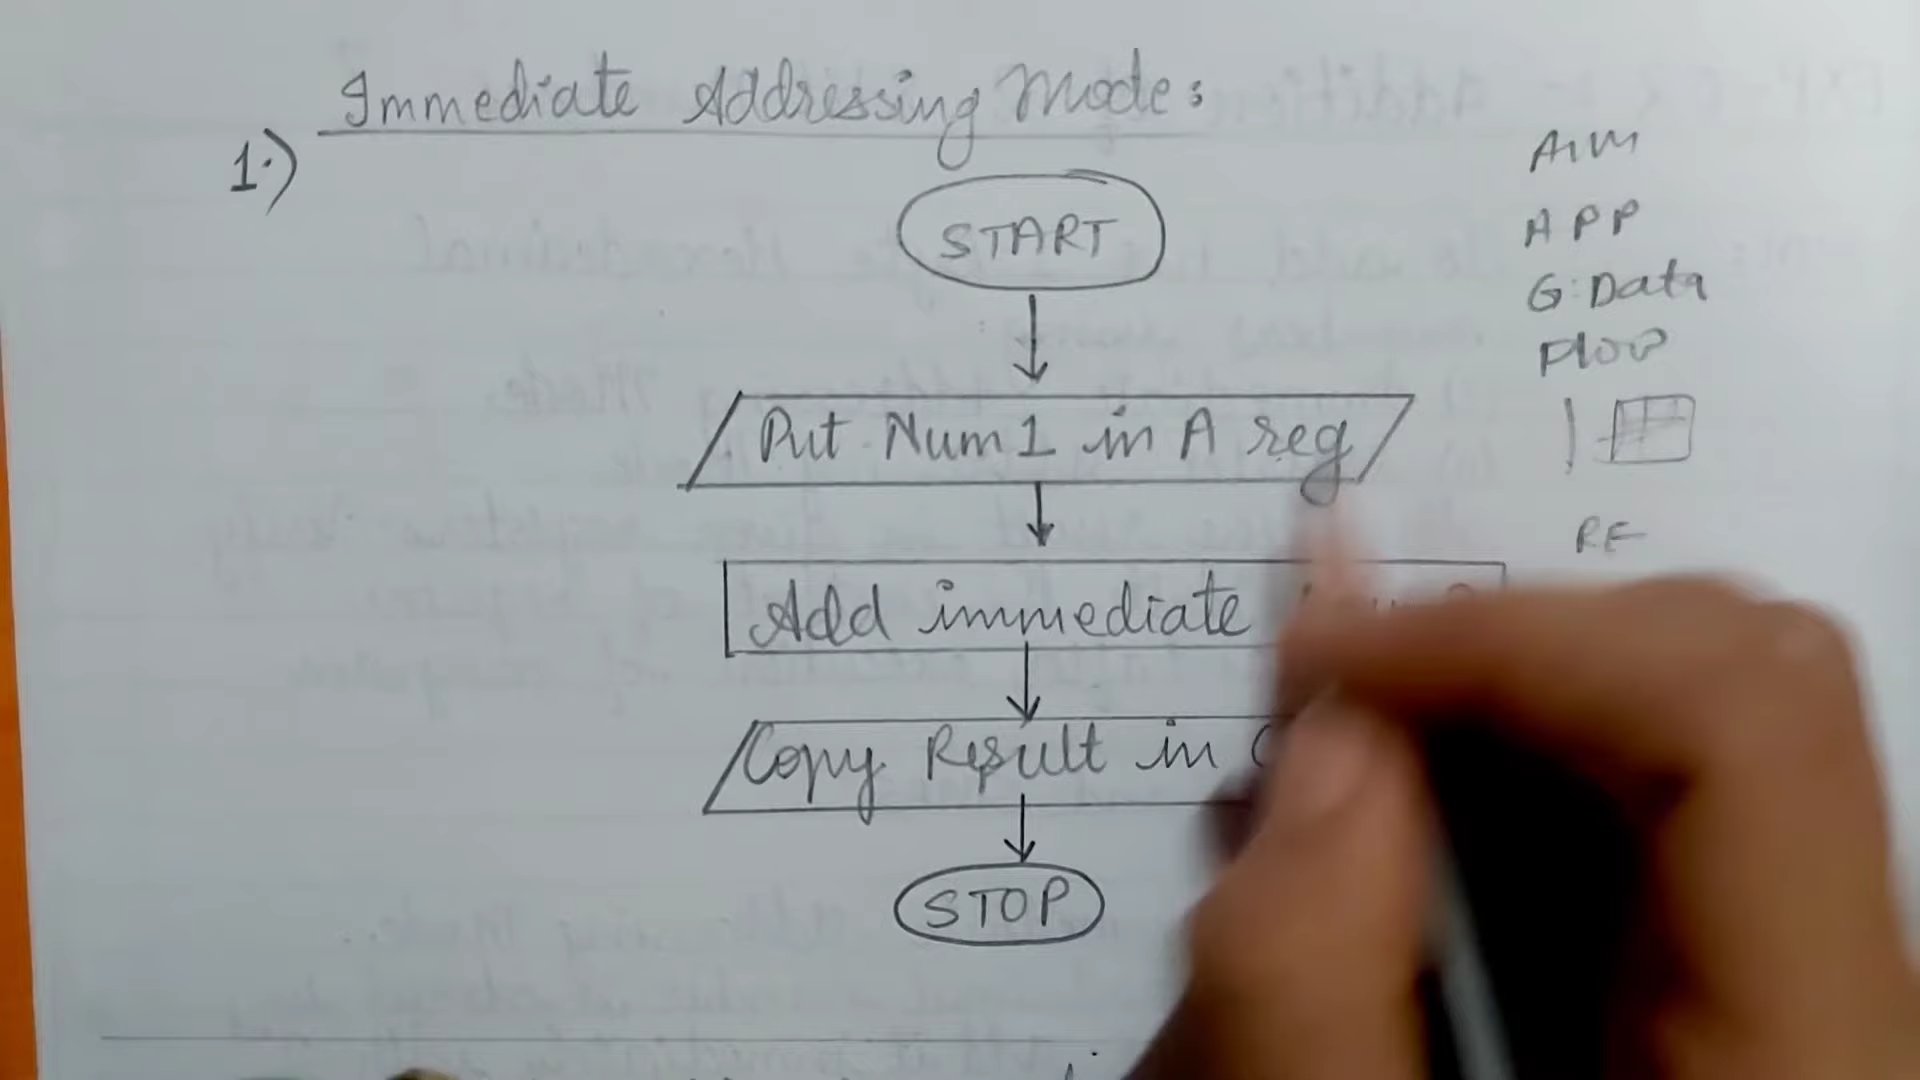 Immediate Addressing Mode:
1.)
START
Put Num1 in A reg
Add immediate
Copy Result in
STOP
Aim
APP
G.Data
Flow
RE